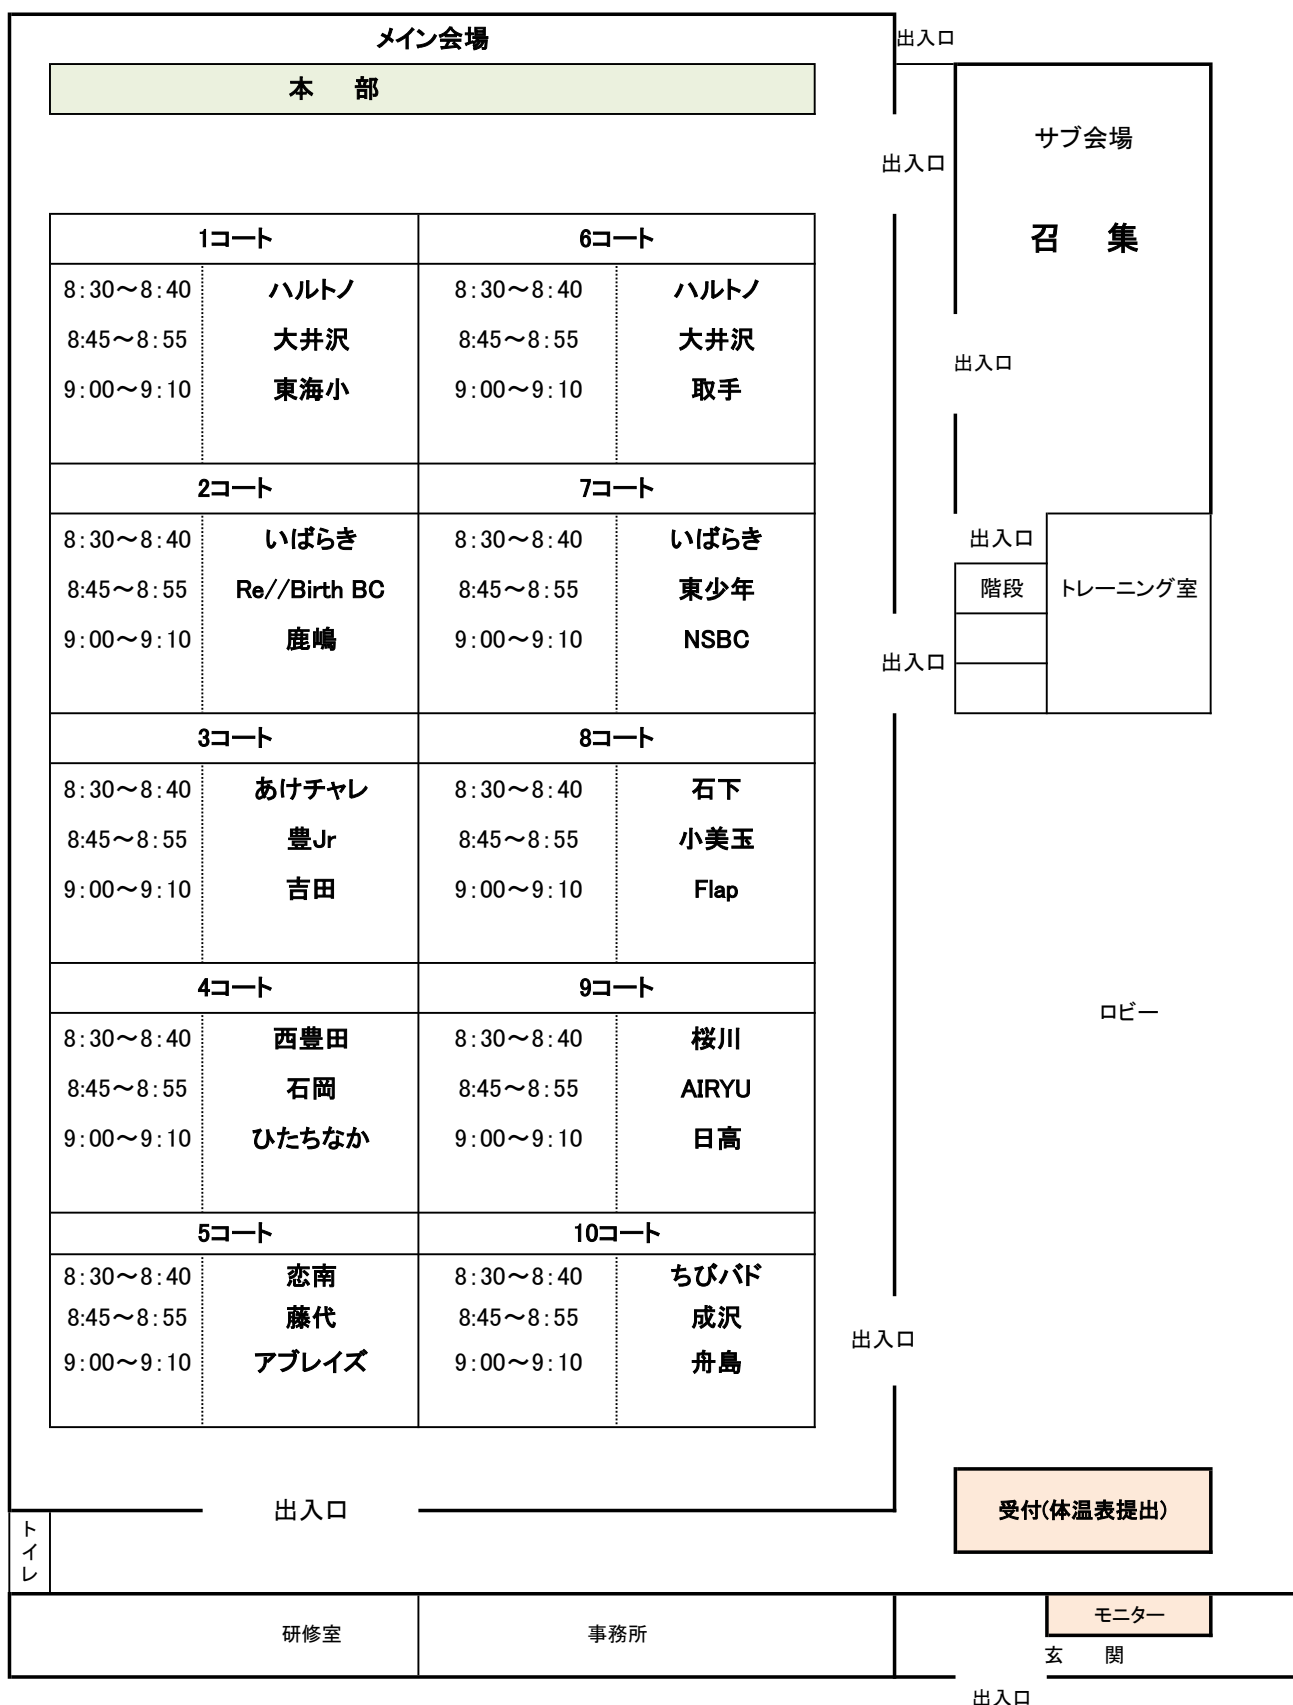 メイン会場
出入口
本　部
サブ会場
出入口
召　集
1コート 6コート
8:30～8:40 ハルトノ 8:30～8:40 ハルトノ
8:45～8:55 大井沢 8:45～8:55 大井沢
出入口
9:00～9:10 東海小 9:00～9:10 取手
2コート 7コート
8:30～8:40 いばらき 8:30～8:40 いばらき
出入口
8:45～8:55 Re//Birth BC 8:45～8:55 東少年
階段 トレーニング室
9:00～9:10 鹿嶋 9:00～9:10 NSBC
出入口
3コート 8コート
8:30～8:40 あけチャレ 8:30～8:40 石下
8:45～8:55 豊Jr 8:45～8:55 小美玉
9:00～9:10 吉田 9:00～9:10 Flap
4コート 9コート
ロビー
8:30～8:40 西豊田 8:30～8:40 桜川
8:45～8:55 石岡 8:45～8:55 AIRYU
9:00～9:10 ひたちなか 9:00～9:10 日高
5コート 10コート
8:30～8:40 恋南 8:30～8:40 ちびバド
8:45～8:55 藤代 8:45～8:55 成沢
出入口
9:00～9:10 アブレイズ 9:00～9:10 舟島
出入口
受付(体温表提出)
トイレ
研修室 事務所
モニター
玄　関
出入口